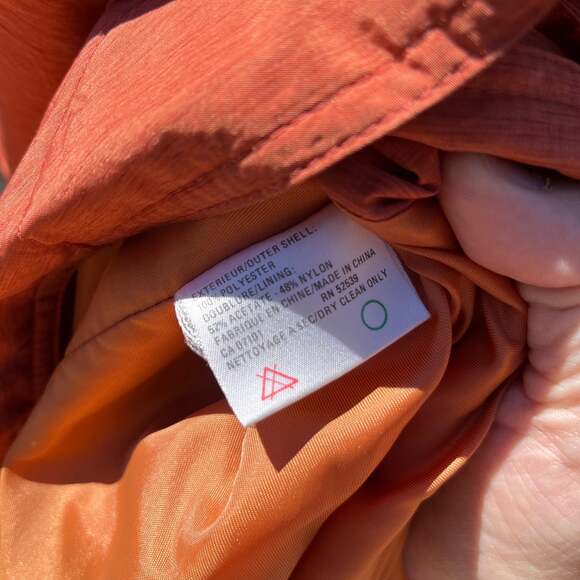 EXTERIEUR/OUTER SHELL:
100% POLYESTER
DOUBLURE/LINING:
52% ACETATE - 48% NYLON
FABRIQUE EN CHINE/MADE IN CHINA
CA 07101 RN 52539
NETTOYAGE A SEC/DRY CLEAN ONLY